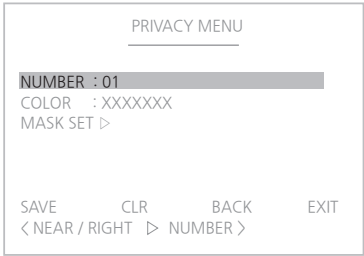 PRIVACY MENU
NUMBER : 01
COLOR : XXXXXXX
MASK SET ▷
SAVE CLR BACK EXIT
< NEAR / RIGHT ▷ NUMBER >